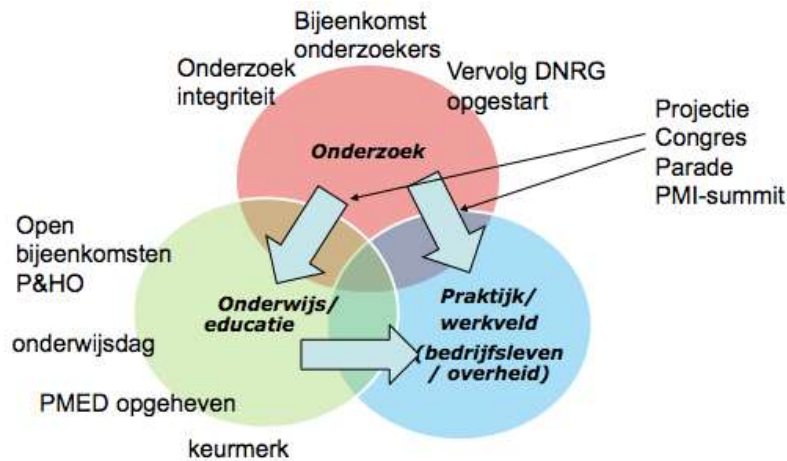 Bijeenkomst
onderzoekers
Onderzoek
integriteit
Vervolg DNRG
opgestart
Projectie
Congres
Parade
PMI-summit
Onderzoek
Open
bijeenkomsten
P&HO
Onderwijs/
educatie
Praktijk/
werkveld
(bedrijfsleven
/ overheid)
onderwijsdag
PMED opgeheven
keurmerk